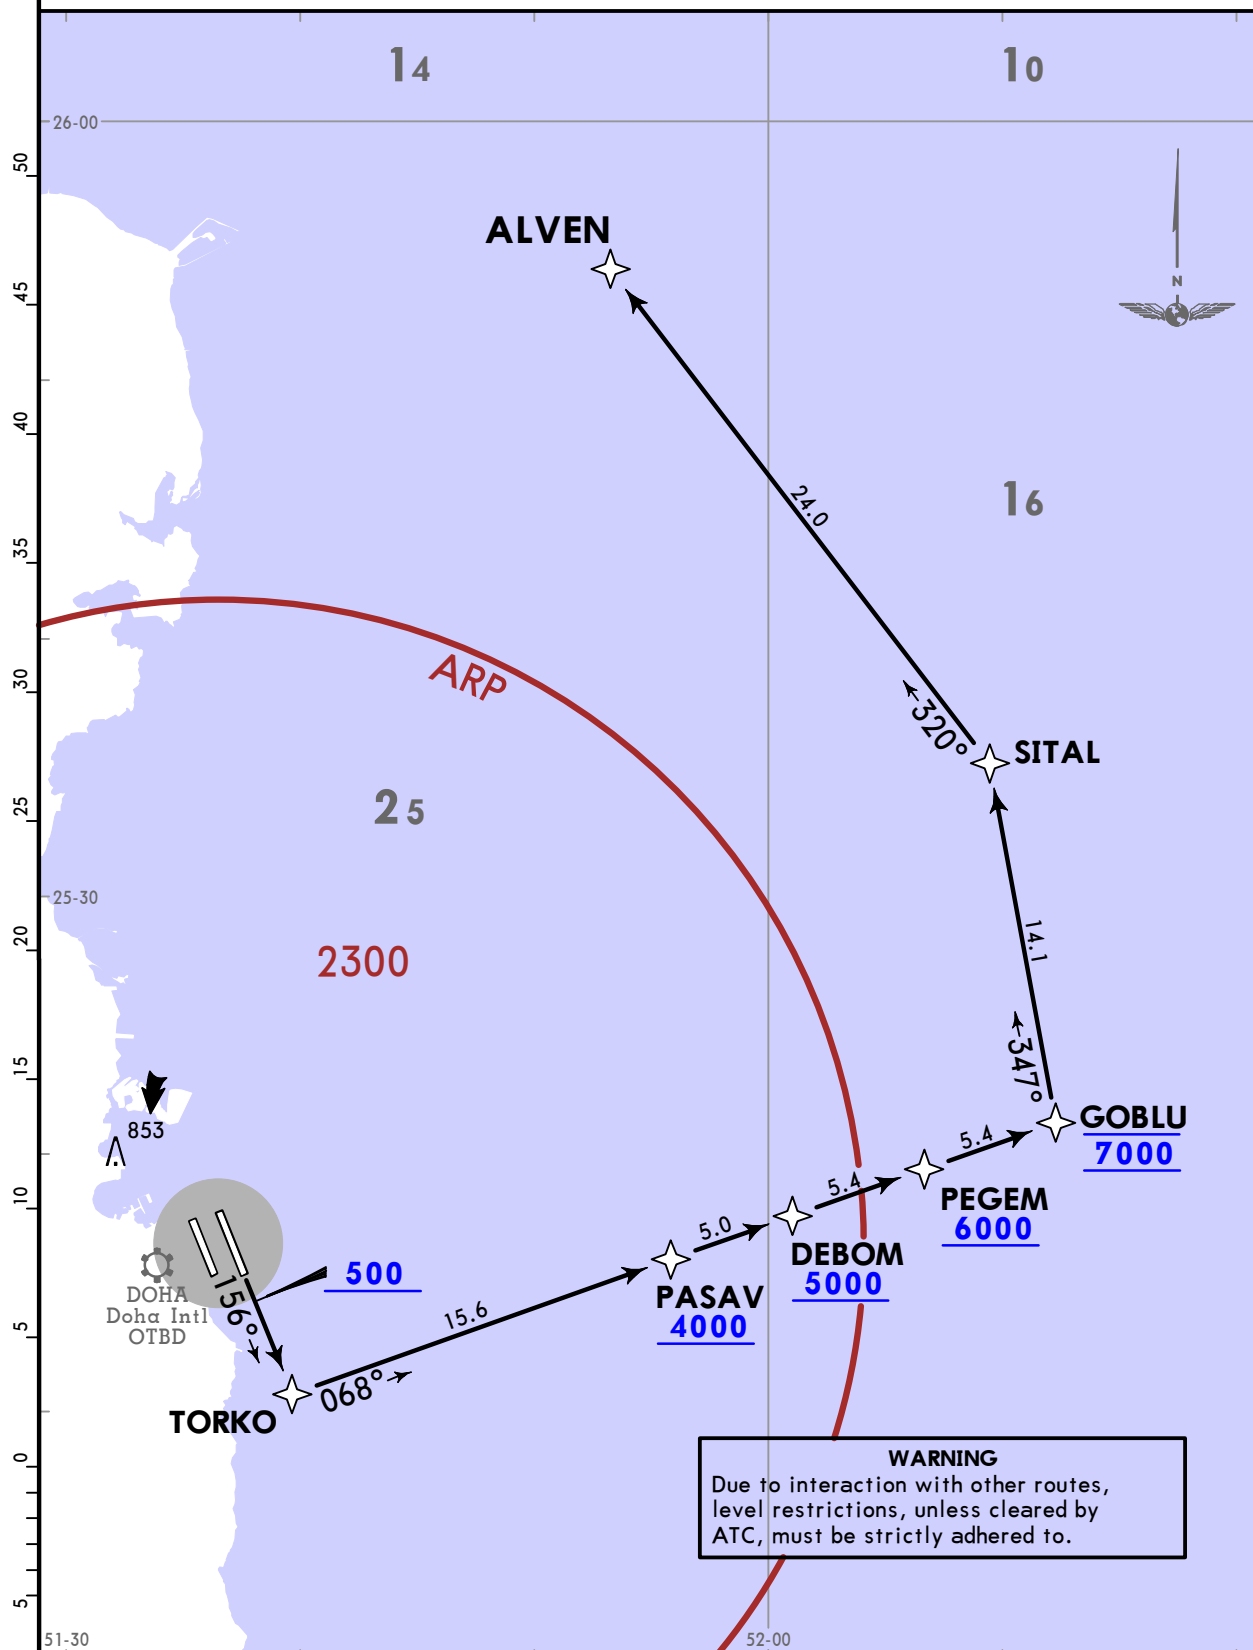 14
10
26-00
50
ALVEN
N
45
40
24.0
16
35
ARP
30
320°
SITAL
25
25
25-30
20
14.1
2300
15
347°
853
GOBLU
7000
5.4
10
5.4
PEGEM
6000
5.0
DEBOM
5000
500
DOHA
Doha Intl
OTBD
156°
PASAV
4000
15.6
5
068°
TORKO
0
WARNING
Due to interaction with other routes,
level restrictions, unless cleared by
ATC, must be strictly adhered to.
5
51-30
52-00